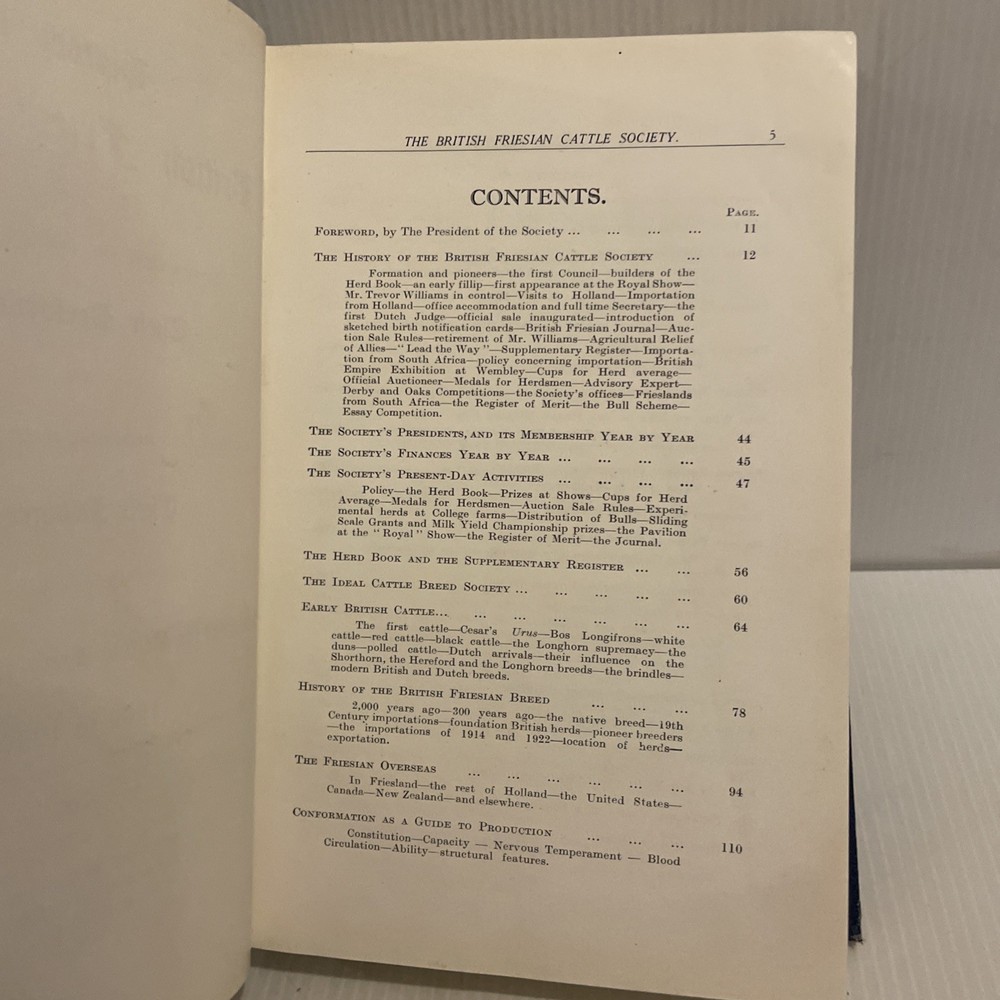 THE BRITISH FRIESIAN CATTLE SOCIETY. 5
CONTENTS.
PAGE.
FOREWORD, by The President of the Society ... ... ... ... 11
THE HISTORY OF THE BRITISH FRIESIAN CATTLE SOCIETY ... 12
Formation and pioneers—the first Council—builders of the
Herd Book—an early fillip—first appearance at the Royal Show—
Mr. Trevor Williams in control—Visits to Holland—Importation
from Holland—office accommodation and full time Secretary—the
first Dutch Judge—official sale inaugurated—introduction of
sketched birth notification cards—British Friesian Journal—Auc-
tion Sale Rules—retirement of Mr. Williams—Agricultural Relief
of Allies—" Lead the Way "—Supplementary Register—Importa-
tion from South Africa—policy concerning importation—British
Empire Exhibition at Wembley—Cups for Herd average—
Official Auctioneer—Medals for Herdsmen—Advisory Expert—
Derby and Oaks Competitions—the Society's offices—Frieslands
from South Africa—the Register of Merit—the Bull Scheme—
Essay Competition.
THE SOCIETY'S PRESIDENTS, AND ITS MEMBERSHIP YEAR BY YEAR 44
THE SOCIETY'S FINANCES YEAR BY YEAR ... ... ... ... 45
THE SOCIETY'S PRESENT-DAY ACTIVITIES ... ... ... ... 47
Policy—the Herd Book—Prizes at Shows—Cups for Herd
Average—Medals for Herdsmen—Auction Sale Rules—Experi-
mental herds at College farms—Distribution of Bulls—Sliding
Scale Grants and Milk Yield Championship prizes—the Pavilion
at the " Royal " Show—the Register of Merit—the Journal.
THE HERD BOOK AND THE SUPPLEMENTARY REGISTER ... ... 56
THE IDEAL CATTLE BREED SOCIETY ... ... ... ... ... 60
EARLY BRITISH CATTLE... ... ... ... ... ... ... 64
The first cattle—Cesar's Urus—Bos Longifrons—white
cattle—red cattle—black cattle—the Longhorn supremacy—the
duns—polled cattle—Dutch arrivals—their influence on the
Shorthorn, the Hereford and the Longhorn breeds—the brindles—
modern British and Dutch breeds.
HISTORY OF THE BRITISH FRIESIAN BREED ... ... ... 78
2,000 years ago—300 years ago—the native breed—19th
Century importations—foundation British herds—pioneer breeders
—the importations of 1914 and 1922—location of herds—
exportation.
THE FRIESIAN OVERSEAS ... ... ... ... ... ... 94
In Friesland—the rest of Holland—the United States—
Canada—New Zealand—and elsewhere.
CONFORMATION AS A GUIDE TO PRODUCTION ... ... ... 110
Constitution—Capacity — Nervous Temperament — Blood
Circulation—Ability—structural features.